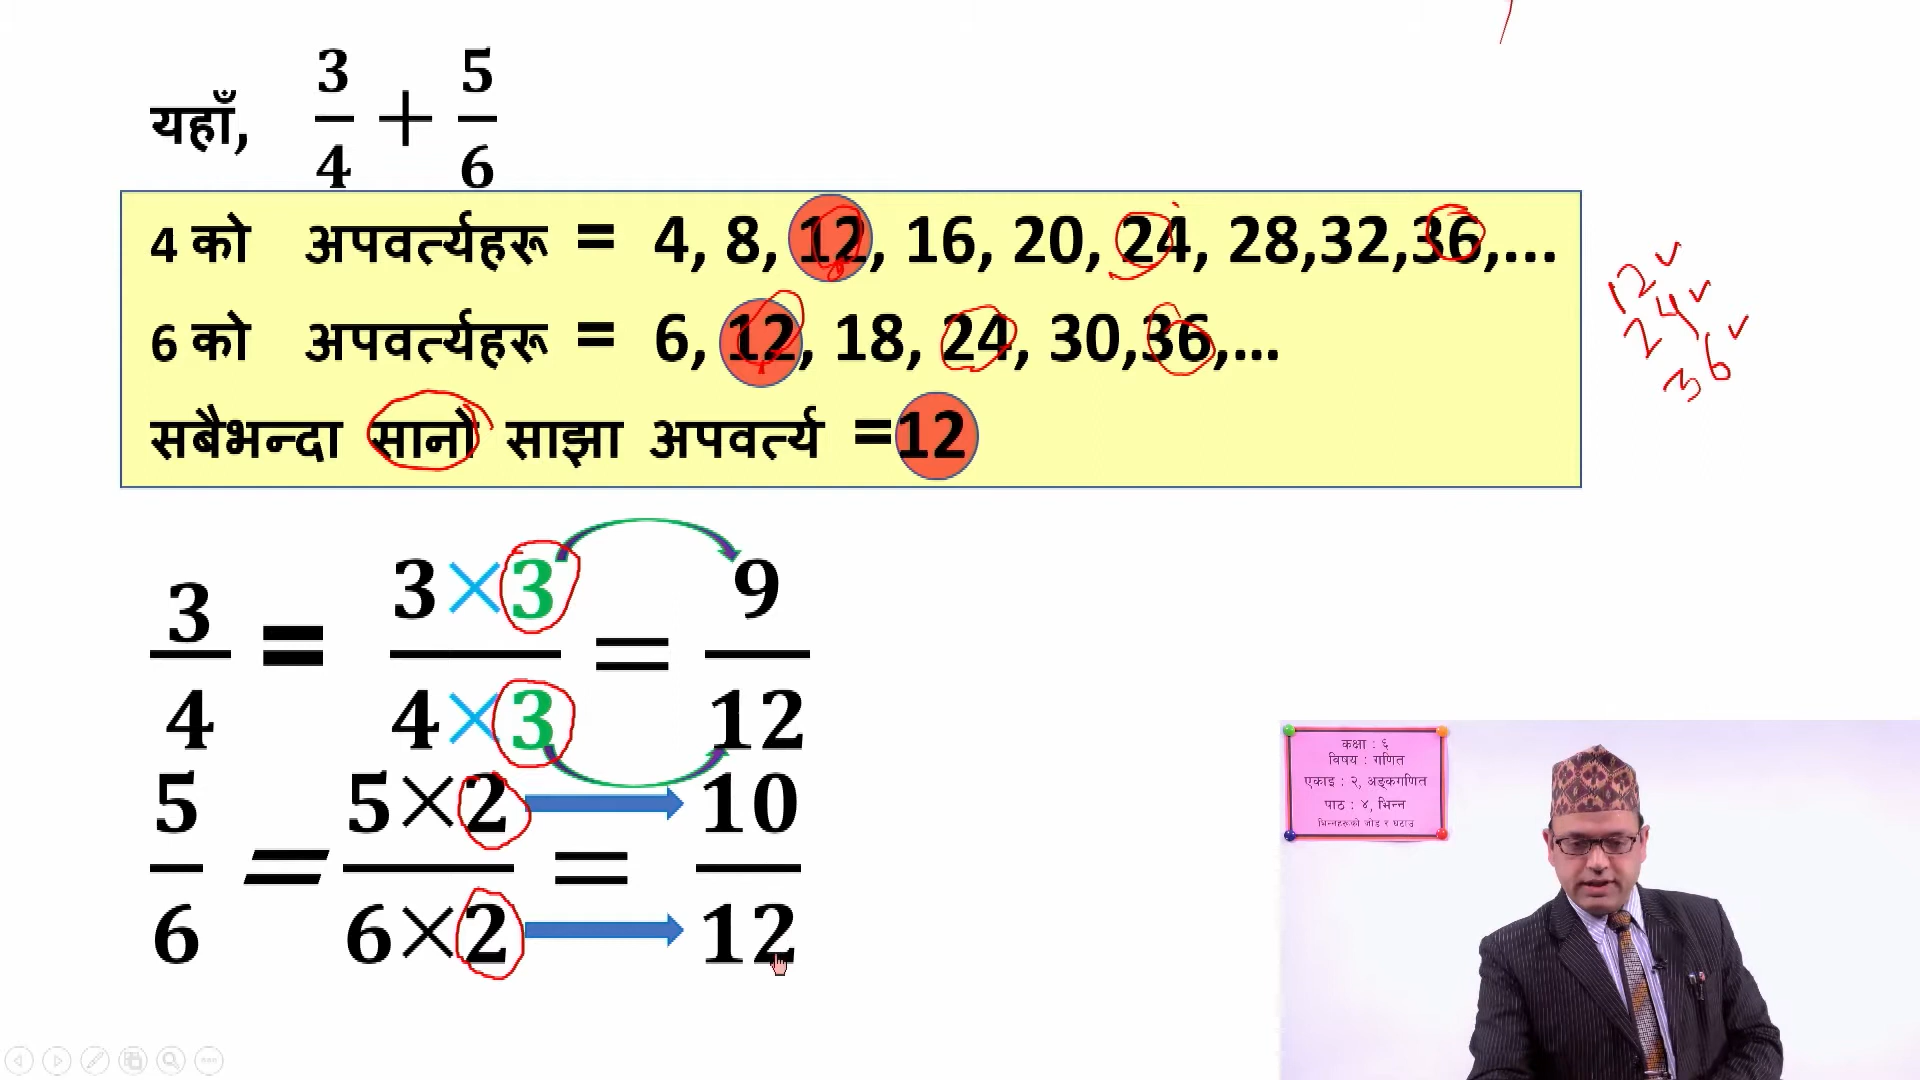 यहाँ, 3/4 + 5/6
4 को अपवर्त्यहरू = 4, 8, 12, 16, 20, 24, 28,32,36,...
6 को अपवर्त्यहरू = 6, 12, 18, 24, 30,36,...
सबैभन्दा सानो साझा अपवर्त्य =12
12✓
24✓
36✓
3/4 = 3×3/4×3 = 9/12
5/6 = 5×2/6×2 = 10/12
कक्षा : ६
विषय : गणित
एकाइ : २, अङ्कगणित
पाठ : ४, भिन्न
भिन्नहरूको जोड र घटाउ